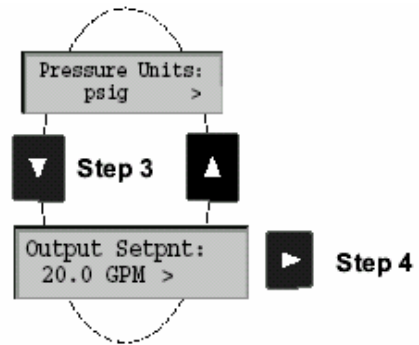 Pressure Units:
psig >
Step 3
Output Setpnt:
20.0 GPM >
Step 4